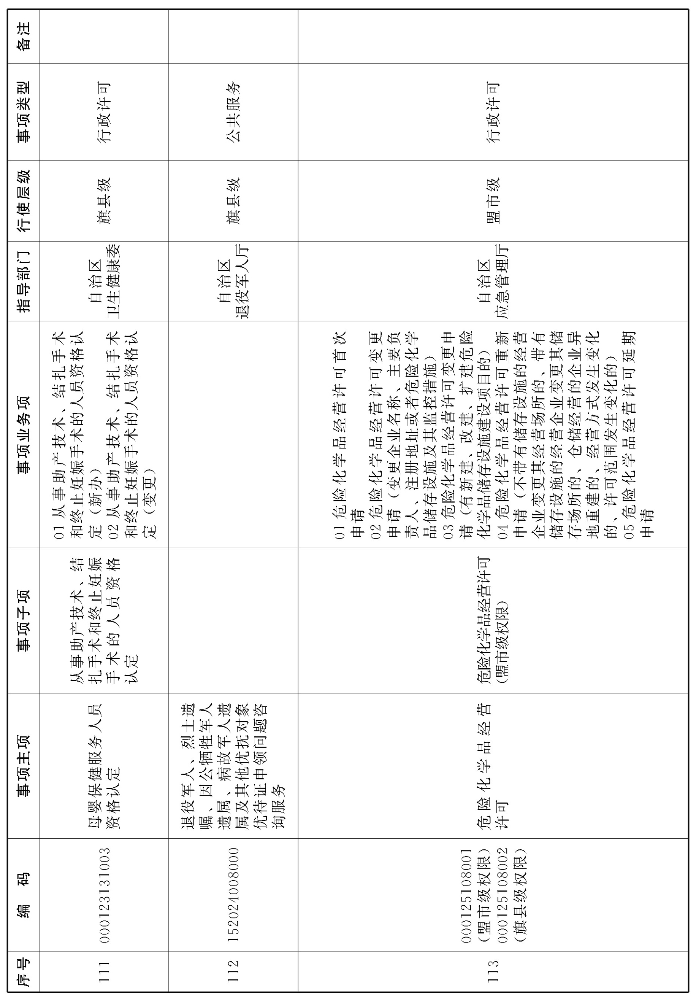 序号
编　码
事项主项
事项子项
事项业务项
指导部门
行使层级
事项类型
备注
111
000123131003
母婴保健服务人员
资格认定
从事助产技术、结
扎手术和终止妊娠
手术的人员资格
认定
01 从事助产技术、结扎手术
和终止妊娠手术的人员资格认
定（新办）
02 从事助产技术、结扎手术
和终止妊娠手术的人员资格认
定（变更）
自治区
卫生健康委
旗县级
行政许可
112
152024008000
退役军人、烈士遗
嘱、因公牺牲军人
遗属、病故军人遗
属及其他优抚对象
优待证申领问题咨
询服务
自治区
退役军人厅
旗县级
公共服务
113
000125108001
（盟市级权限）
000125108002
（旗县级权限）
危险化学品经营
许可
危险化学品经营许可
（盟市级权限）
01 危险化学品经营许可首次
申请
02 危险化学品经营许可变更
申请（变更企业名称、主要负
责人、注册地址或者危险化学
品储存设施及其监控措施）
03 危险化学品经营许可变更申
请（有新建、改建、扩建危险
化学品储存设施建设项目的）
04 危险化学品经营许可重新
申请（不带有储存设施的经营
企业变更其经营场所的、带有
储存设施的经营企业变更其储
存场所的、仓储经营的企业异
地重建的、经营方式发生变化
的、许可范围发生变化的）
05 危险化学品经营许可延期
申请
自治区
应急管理厅
盟市级
行政许可